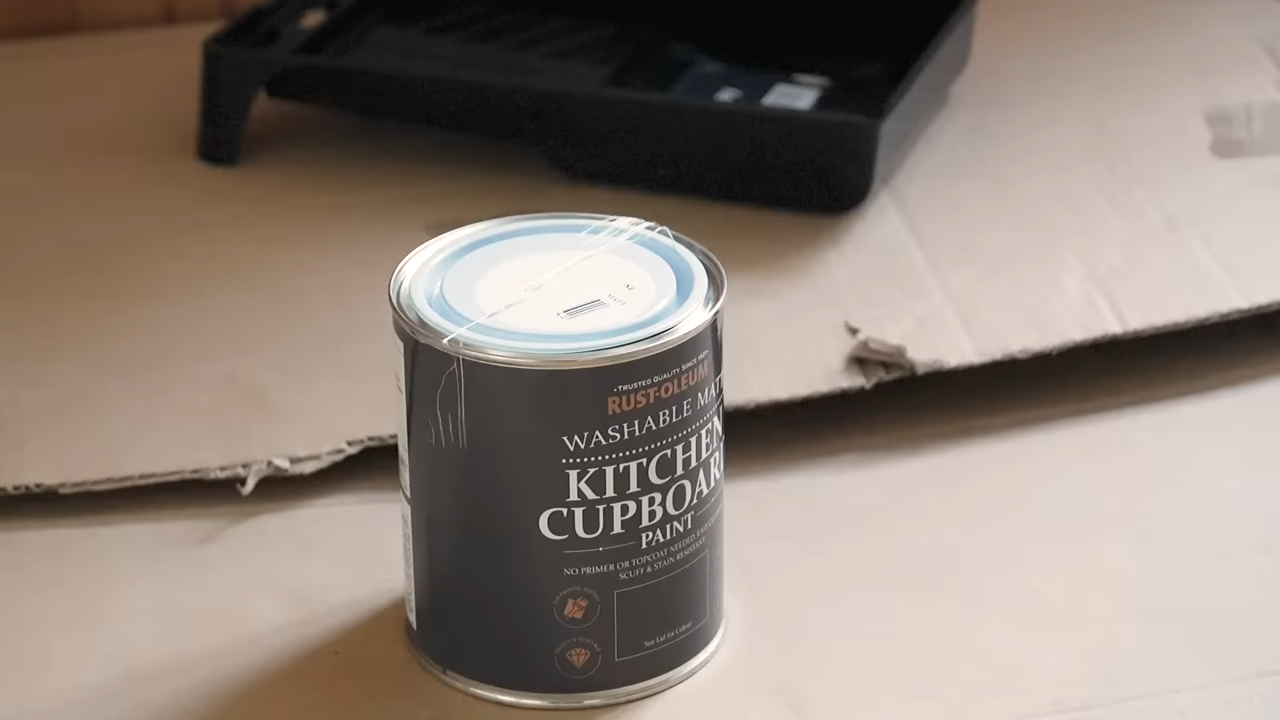 MATT
• TRUSTED QUALITY SINCE
RUST-OLEUM
WASHABLE MAT
KITCHEN
CUPBOAR
PAINT
NO PRIMER OR TOPCOAT NEEDED
SCUFF & STAIN RESISTANT
See Lid for Colour